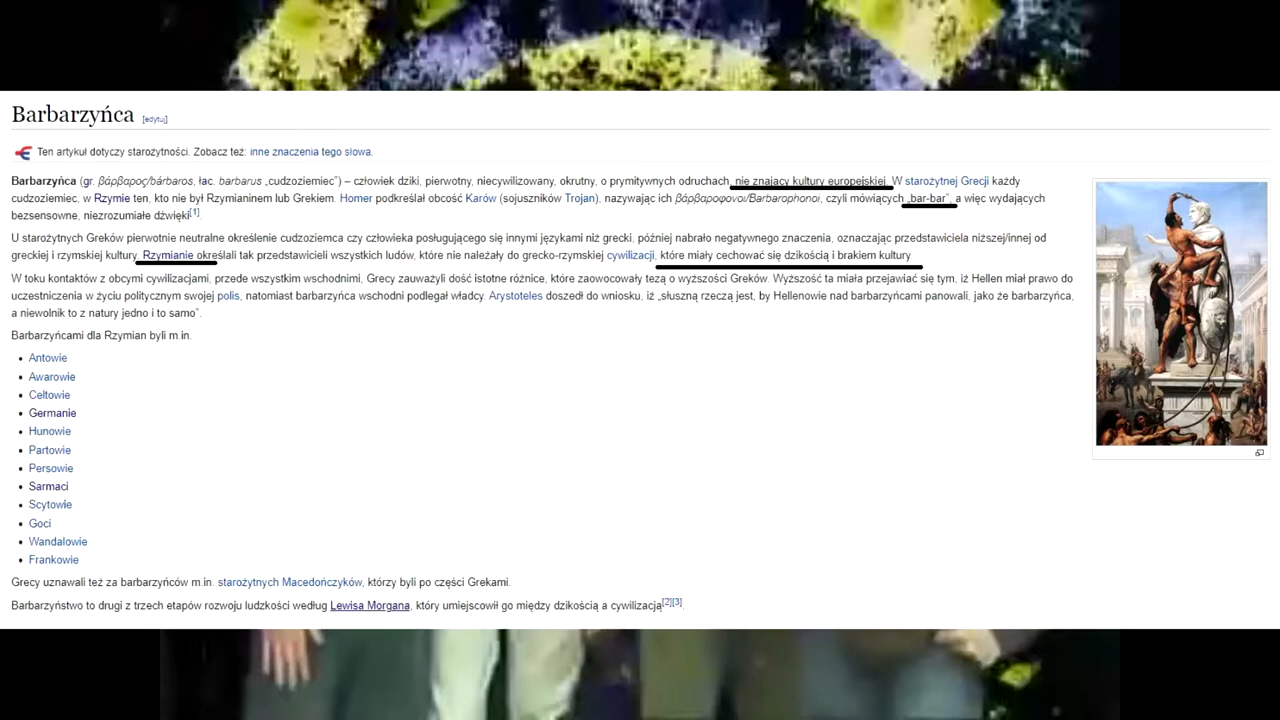 Barbarzyńca [edytuj]
Ten artykuł dotyczy starożytności. Zobacz też: inne znaczenia tego słowa.
Barbarzyńca (gr. βάρβαρος/bárbaros, łac. barbarus „cudzoziemiec”) – człowiek dziki, pierwotny, niecywilizowany, okrutny, o prymitywnych odruchach, nie znający kultury europejskiej. W starożytnej Grecji każdy
cudzoziemiec, w Rzymie ten, kto nie był Rzymianinem lub Grekiem. Homer podkreślał obcość Karów (sojuszników Trojan), nazywając ich βάρβαροφονοι/Barbarophonoi, czyli mówiących „bar-bar”, a więc wydających
bezsensowne, niezrozumiałe dźwięki[1]
U starożytnych Greków pierwotnie neutralne określenie cudzoziemca czy człowieka posługującego się innymi językami niż grecki, później nabrało negatywnego znaczenia, oznaczając przedstawiciela niższej/innej od
greckiej i rzymskiej kultury. Rzymianie określali tak przedstawicieli wszystkich ludów, które nie należały do grecko-rzymskiej cywilizacji, które miały cechować się dzikością i brakiem kultury
W toku kontaktów z obcymi cywilizacjami, przede wszystkim wschodnimi, Grecy zauważyli dość istotne różnice, które zaowocowały tezą o wyższości Greków. Wyższość ta miała przejawiać się tym, iż Hellen miał prawo do
uczestniczenia w życiu politycznym swojej polis, natomiast barbarzyńca wschodni podlegał władcy. Arystoteles doszedł do wniosku, iż „słuszną rzeczą jest, by Hellenowie nad barbarzyńcami panowali, jako że barbarzyńca,
a niewolnik to z natury jedno i to samo”.
Barbarzyńcami dla Rzymian byli m.in.
Antowie
Awarowie
Celtowie
Germanie
Hunowie
Partowie
Persowie
Sarmaci
Scytowie
Goci
Wandalowie
Frankowie
Grecy uznawali też za barbarzyńców m.in. starożytnych Macedończyków, którzy byli po części Grekami.
Barbarzyństwo to drugi z trzech etapów rozwoju ludzkości według Lewisa Morgana, który umiejscowił go między dzikością a cywilizacją[2][3].